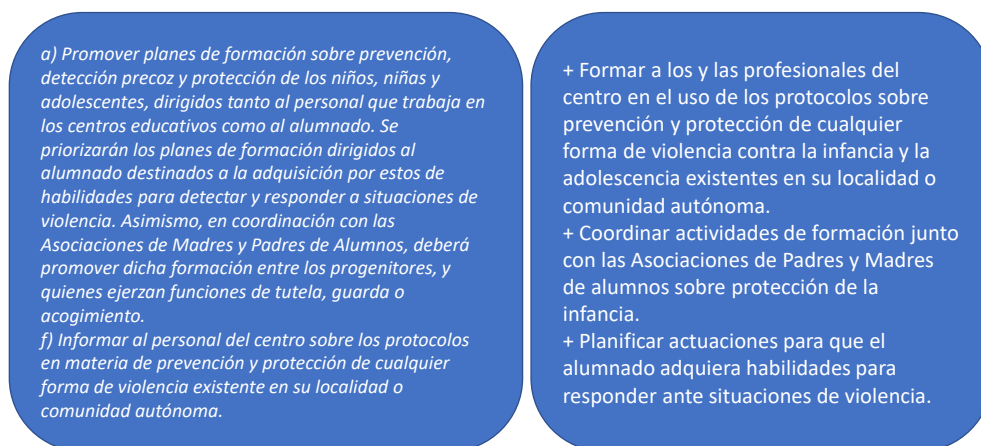 a) Promover planes de formación sobre prevención,
detección precoz y protección de los niños, niñas y
adolescentes, dirigidos tanto al personal que trabaja en
los centros educativos como al alumnado. Se
priorizarán los planes de formación dirigidos al
alumnado destinados a la adquisición por estos de
habilidades para detectar y responder a situaciones de
violencia. Asimismo, en coordinación con las
Asociaciones de Madres y Padres de Alumnos, deberá
promover dicha formación entre los progenitores, y
quienes ejerzan funciones de tutela, guarda o
acogimiento.
f) Informar al personal del centro sobre los protocolos
en materia de prevención y protección de cualquier
forma de violencia existente en su localidad o
comunidad autónoma.
+ Formar a los y las profesionales del
centro en el uso de los protocolos sobre
prevención y protección de cualquier
forma de violencia contra la infancia y la
adolescencia existentes en su localidad o
comunidad autónoma.
+ Coordinar actividades de formación junto
con las Asociaciones de Padres y Madres
de alumnos sobre protección de la
infancia.
+ Planificar actuaciones para que el
alumnado adquiera habilidades para
responder ante situaciones de violencia.